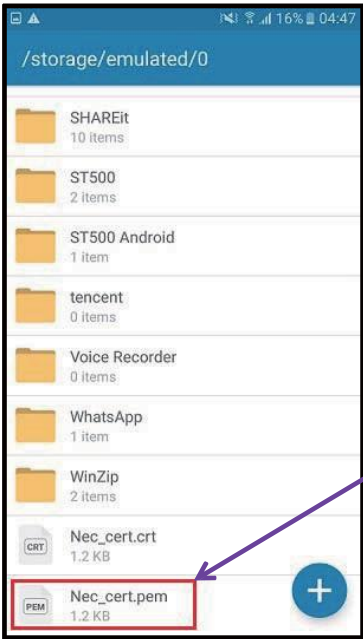 16% 04:47
/storage/emulated/0
SHAREit
10 items
ST500
2 items
ST500 Android
1 item
tencent
0 items
Voice Recorder
0 items
WhatsApp
1 item
WinZip
2 items
CRT
Nec_cert.crt
1.2 KB
PEM
Nec_cert.pem
1.2 KB
+